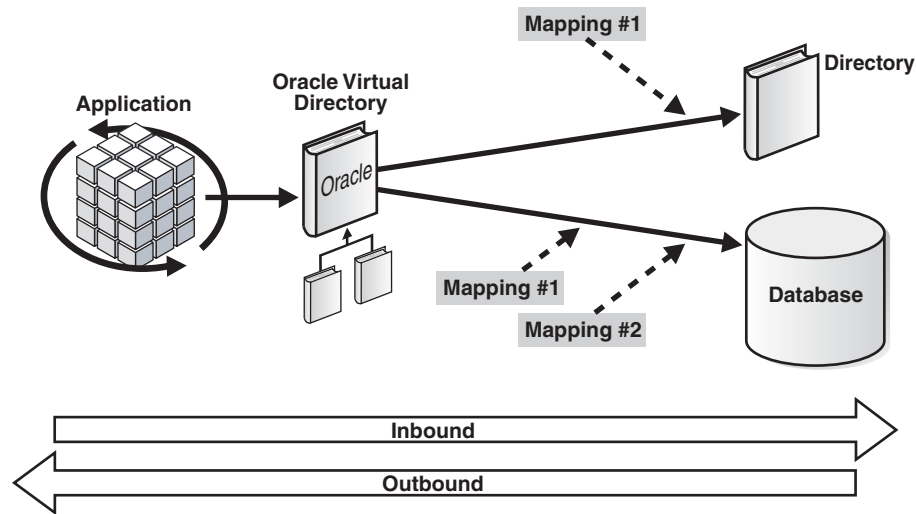 Mapping #1
Directory
Oracle Virtual
Directory
Application
Oracle
Mapping #1
Mapping #2
Database
Inbound
Outbound